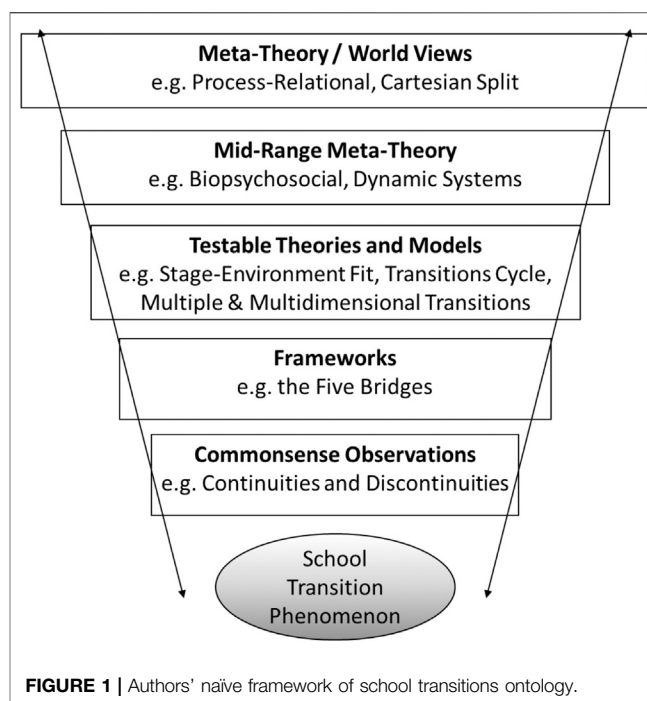 Meta-Theory / World Views
e.g. Process-Relational, Cartesian Split
Mid-Range Meta-Theory
e.g. Biopsychosocial, Dynamic Systems
Testable Theories and Models
e.g. Stage-Environment Fit, Transitions Cycle,
Multiple & Multidimensional Transitions
Frameworks
e.g. the Five Bridges
Commonsense Observations
e.g. Continuities and Discontinuities
School
Transition
Phenomenon
FIGURE 1 | Authors' naïve framework of school transitions ontology.